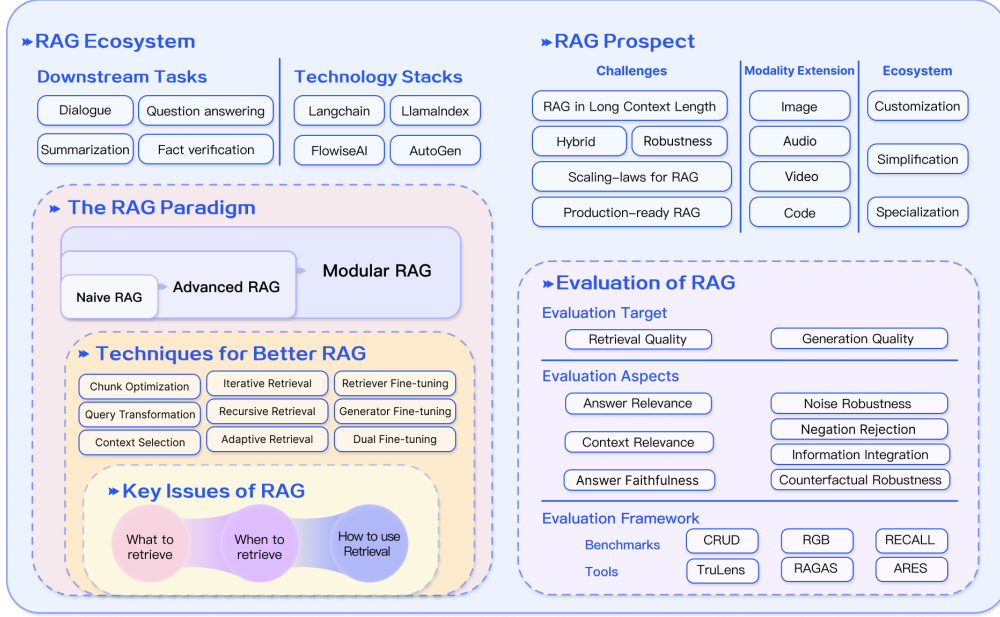 RAG Ecosystem
Downstream Tasks
Dialogue
Question answering
Summarization
Fact verification
Technology Stacks
Langchain
LlamaIndex
FlowiseAI
AutoGen
The RAG Paradigm
Naive RAG
Advanced RAG
Modular RAG
Techniques for Better RAG
Chunk Optimization
Iterative Retrieval
Retriever Fine-tuning
Query Transformation
Recursive Retrieval
Generator Fine-tuning
Context Selection
Adaptive Retrieval
Dual Fine-tuning
Key Issues of RAG
What to
retrieve
When to
retrieve
How to use
Retrieval
RAG Prospect
Challenges
RAG in Long Context Length
Hybrid
Robustness
Scaling-laws for RAG
Production-ready RAG
Modality Extension
Image
Audio
Video
Code
Ecosystem
Customization
Simplification
Specialization
Evaluation of RAG
Evaluation Target
Retrieval Quality
Generation Quality
Evaluation Aspects
Answer Relevance
Context Relevance
Answer Faithfulness
Noise Robustness
Negation Rejection
Information Integration
Counterfactual Robustness
Evaluation Framework
Benchmarks
CRUD
RGB
RECALL
Tools
TruLens
RAGAS
ARES